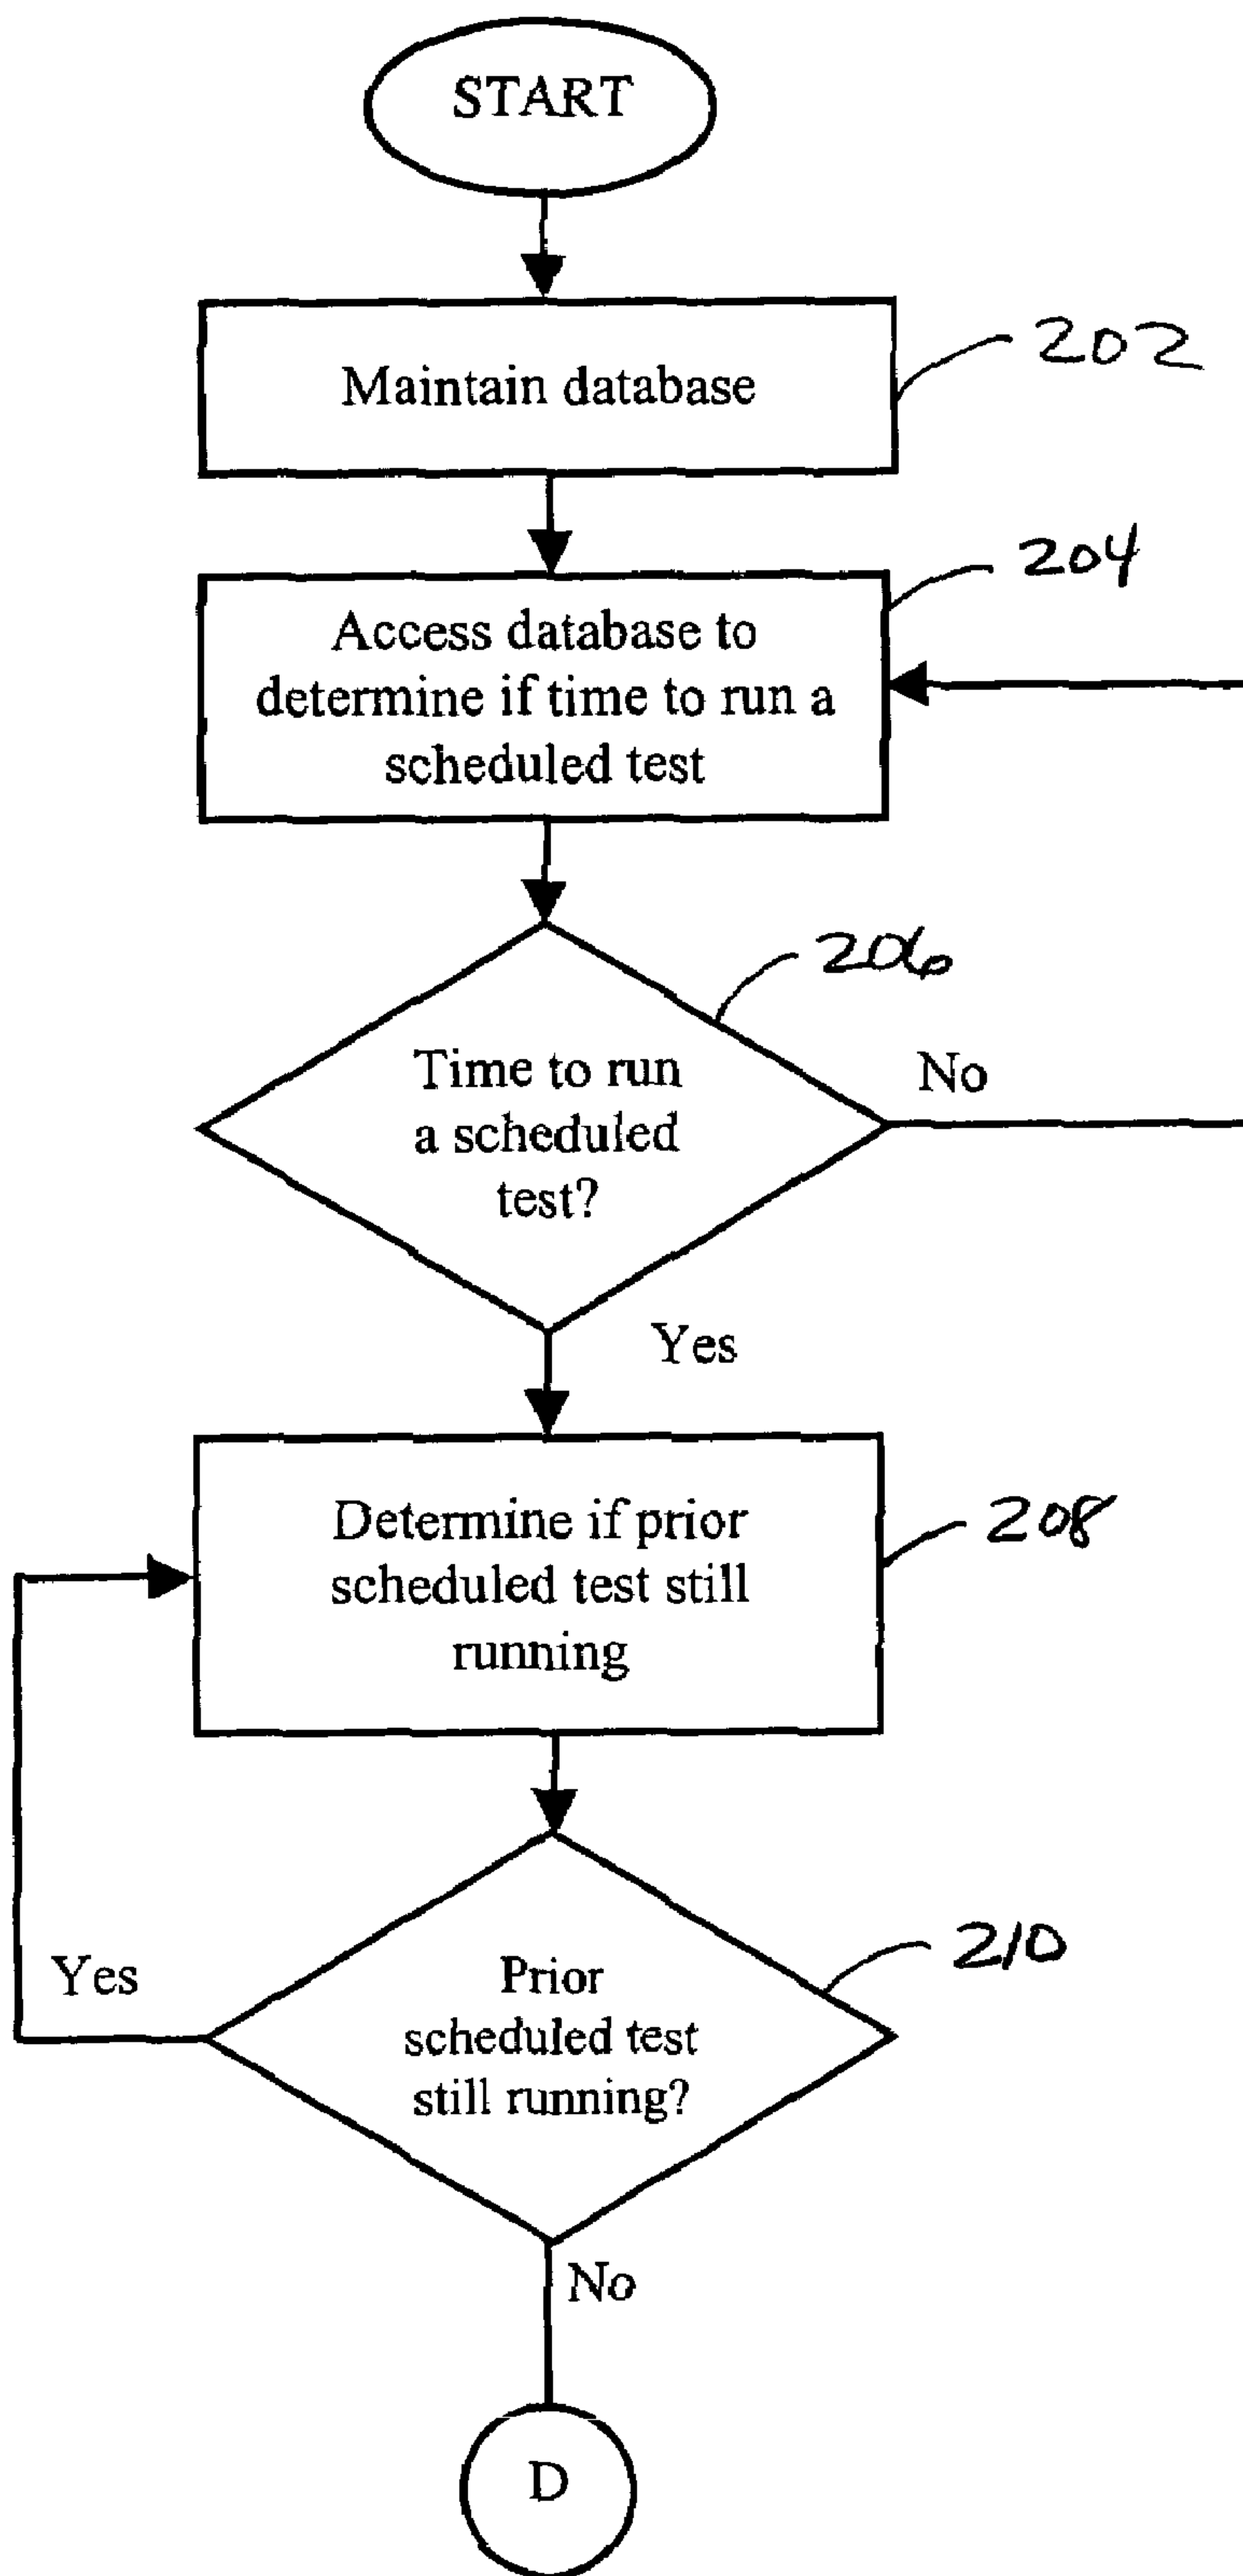 START
202
Maintain database
204
Access database to
determine if time to run a
scheduled test
206
Time to run
a scheduled
test?
No
Yes
208
Determine if prior
scheduled test still
running
210
Yes
Prior
scheduled test
still running?
No
D